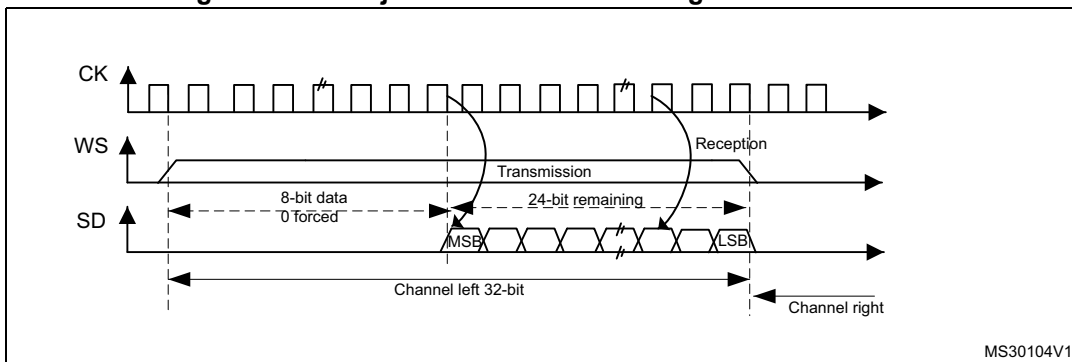 CK
WS
Reception
Transmission
8-bit data
0 forced
24-bit remaining
SD
MSB
LSB
Channel left 32-bit
Channel right
MS30104V1